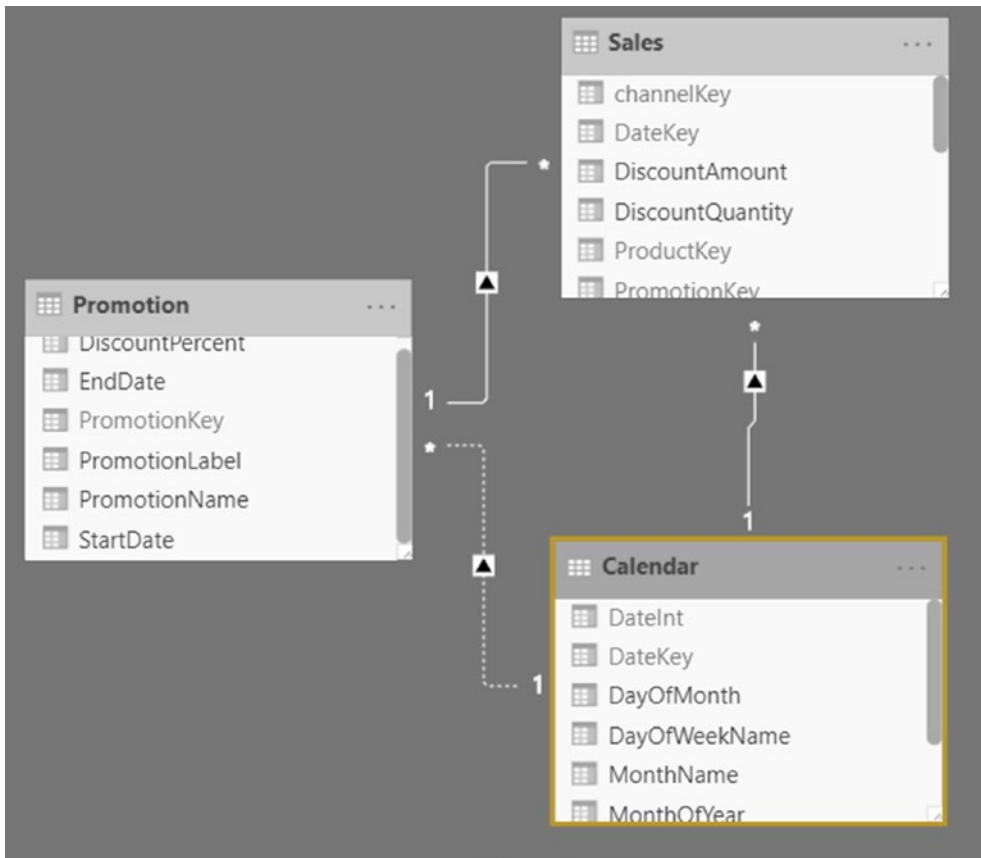 Sales
channelKey
DateKey
DiscountAmount
DiscountQuantity
ProductKey
PromotionKey
*
Promotion
DiscountPercent
EndDate
PromotionKey
PromotionLabel
PromotionName
StartDate
1
*
*
1
1
Calendar
DateInt
DateKey
DayOfMonth
DayOfWeekName
MonthName
MonthOfYear